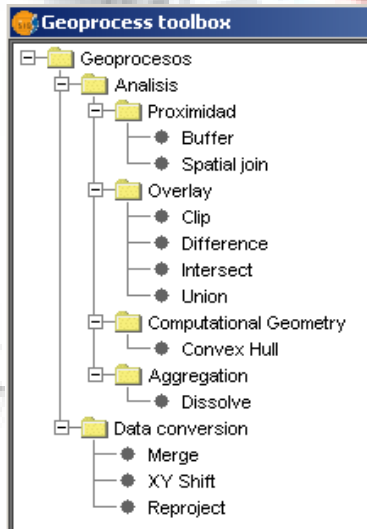 Geoprocess toolbox
Geoprocesos
Analisis
Proximidad
Buffer
Spatial join
Overlay
Clip
Difference
Intersect
Union
Computational Geometry
Convex Hull
Aggregation
Dissolve
Data conversion
Merge
XY Shift
Reproject